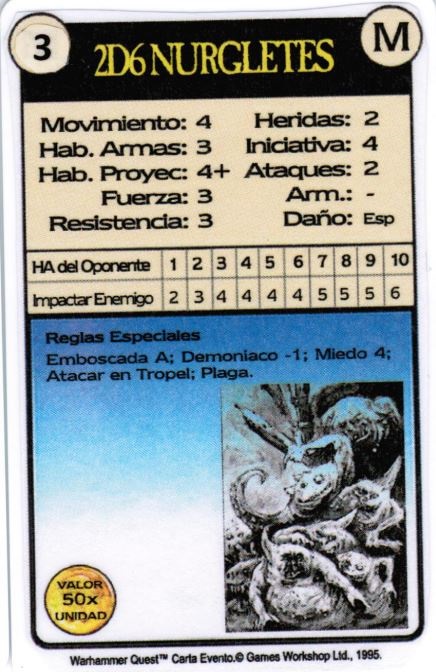 3
2D6 NURGLETES
M
Movimiento: 4 Heridas: 2
Hab. Armas: 3 Iniciativa: 4
Hab. Proyec: 4+ Ataques: 2
Fuerza: 3 Arm.: -
Resistencia: 3 Daño: Esp
HA del Oponente 1 2 3 4 5 6 7 8 9 10
Impactar Enemigo 2 3 4 4 4 4 5 5 5 6
Reglas Especiales
Emboscada A; Demoniaco -1; Miedo 4;
Atacar en Tropel; Plaga.
VALOR
50x
UNIDAD
Warhammer Quest™ Carta Evento.© Games Workshop Ltd., 1995.